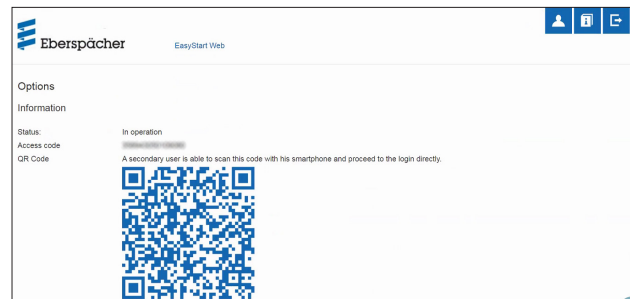 Eberspächer
EasyStart Web
Options
Information
Status: In operation
Access code
QR Code A secondary user is able to scan this code with his smartphone and proceed to the login directly.